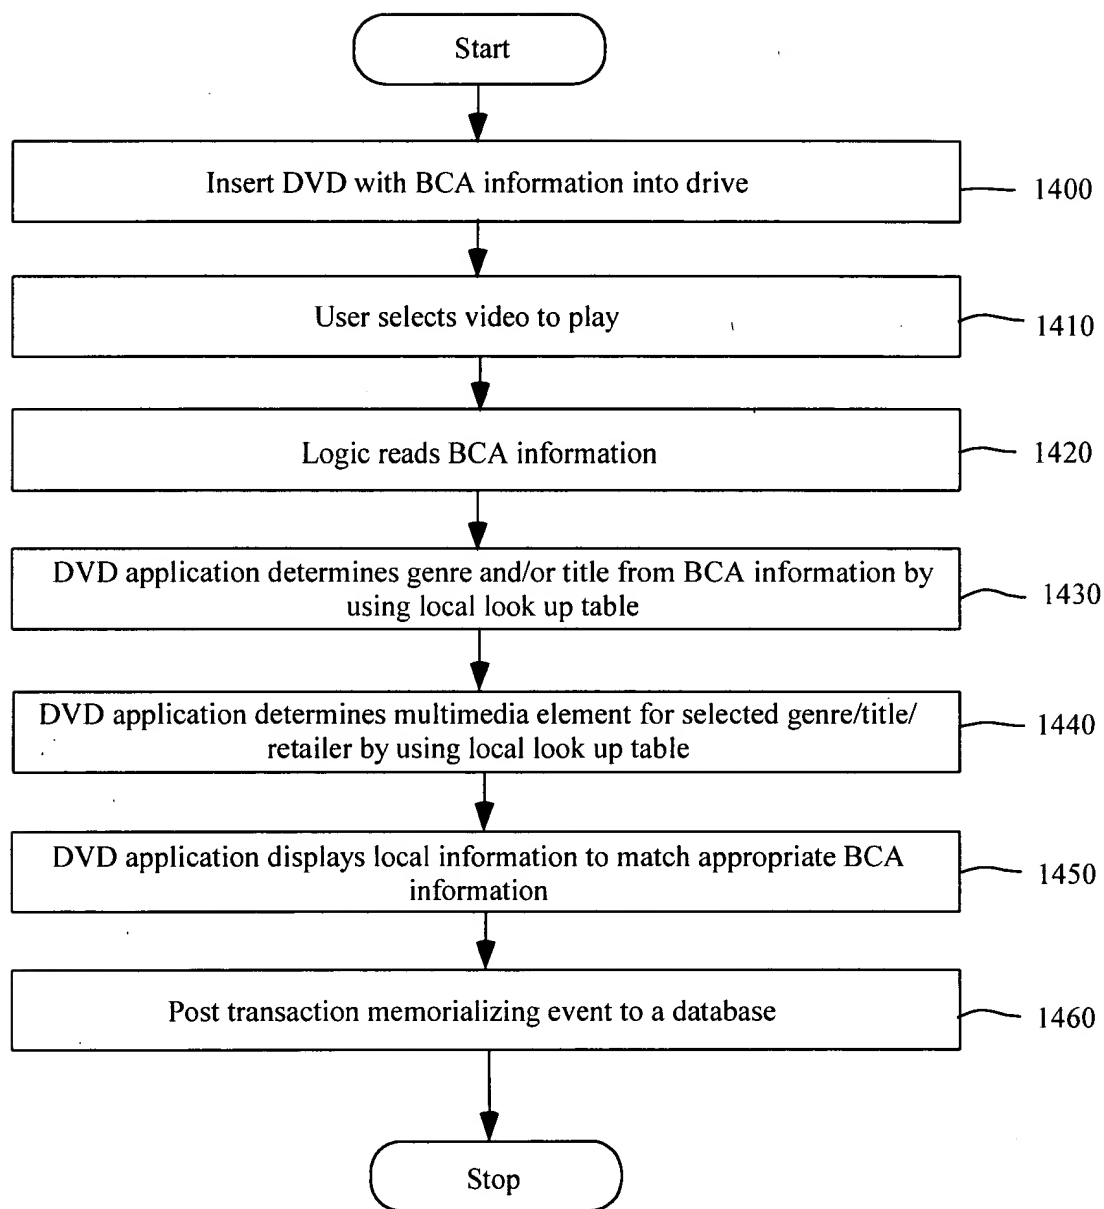 Start
Insert DVD with BCA information into drive
1400
User selects video to play
1410
Logic reads BCA information
1420
DVD application determines genre and/or title from BCA information by
using local look up table
1430
DVD application determines multimedia element for selected genre/title/
retailer by using local look up table
1440
DVD application displays local information to match appropriate BCA
information
1450
Post transaction memorializing event to a database
1460
Stop